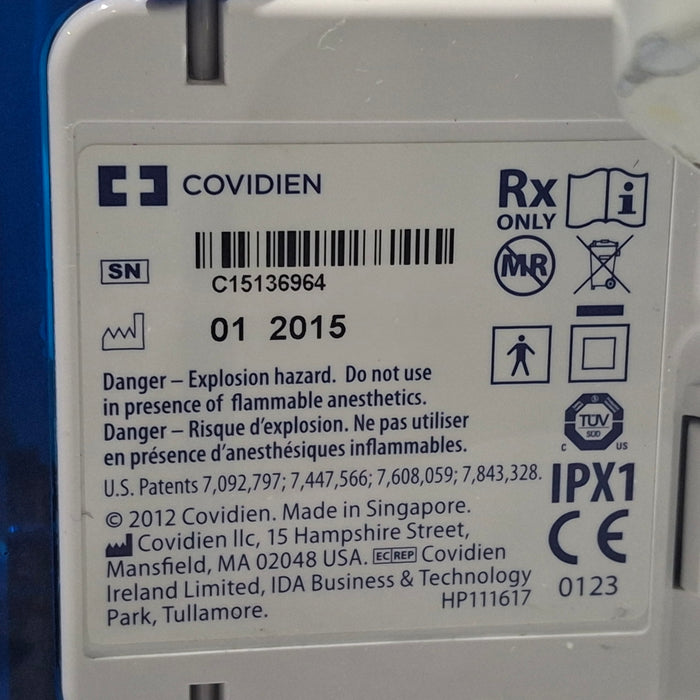 COVIDIEN
Rx
ONLY
i
MR
SN
C15136964
01 2015
Danger – Explosion hazard. Do not use
in presence of flammable anesthetics.
Danger – Risque d'explosion. Ne pas utiliser
en présence d'anesthésiques inflammables.
U.S. Patents 7,092,797; 7,447,566; 7,608,059; 7,843,328.
© 2012 Covidien. Made in Singapore.
Covidien llc, 15 Hampshire Street,
Mansfield, MA 02048 USA. EC REP Covidien
Ireland Limited, IDA Business & Technology
Park, Tullamore.
HP111617
TÜV
SÜD
C US
IPX1
CE
0123